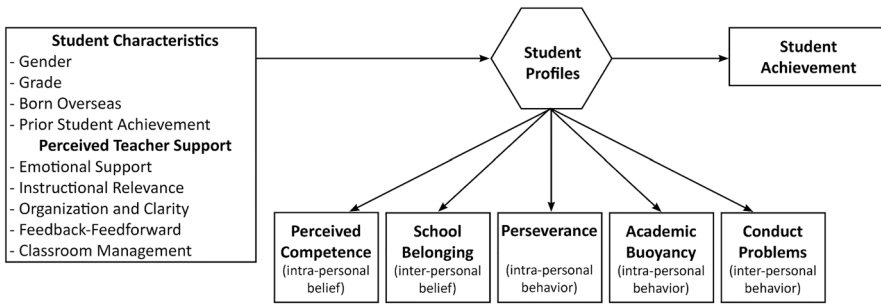 Student Characteristics
- Gender
- Grade
- Born Overseas
- Prior Student Achievement
Perceived Teacher Support
- Emotional Support
- Instructional Relevance
- Organization and Clarity
- Feedback-Feedforward
- Classroom Management
Student
Profiles
Student
Achievement
Perceived
Competence
(intra-personal
belief)
School
Belonging
(inter-personal
belief)
Perseverance
(intra-personal
behavior)
Academic
Buoyancy
(intra-personal
behavior)
Conduct
Problems
(inter-personal
behavior)